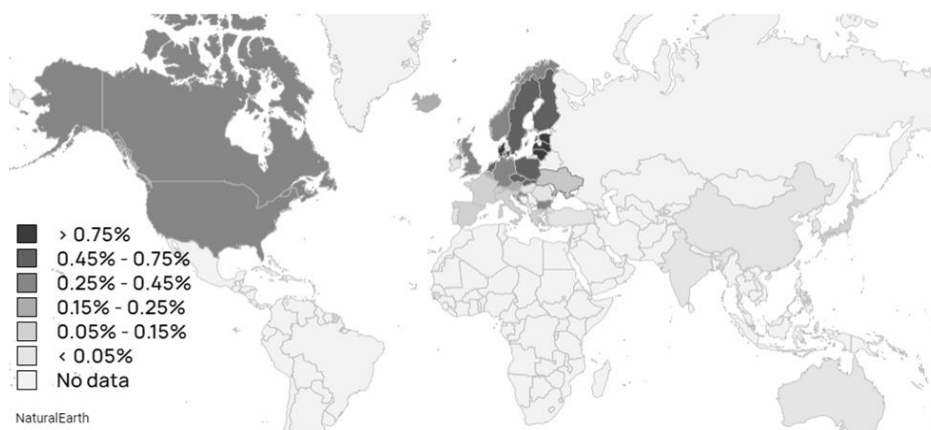 > 0.75%
0.45% - 0.75%
0.25% - 0.45%
0.15% - 0.25%
0.05% - 0.15%
< 0.05%
No data
NaturalEarth